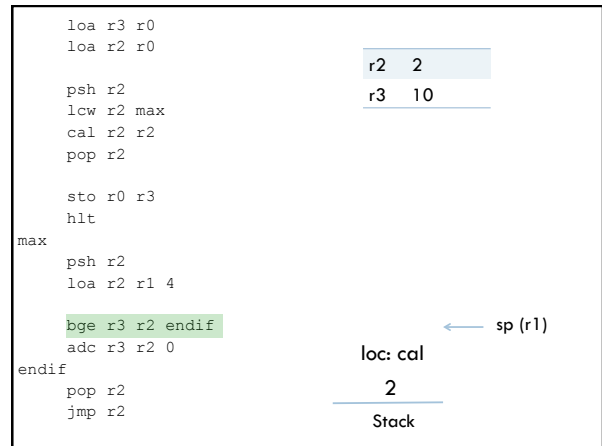 loa r3 r0
loa r2 r0
psh r2
lcw r2 max
cal r2 r2
pop r2
sto r0 r3
hlt
max
psh r2
loa r2 r1 4
bge r3 r2 endif
adc r3 r2 0
endif
pop r2
jmp r2
r2 2
r3 10
sp (r1)
loc: cal
2
Stack